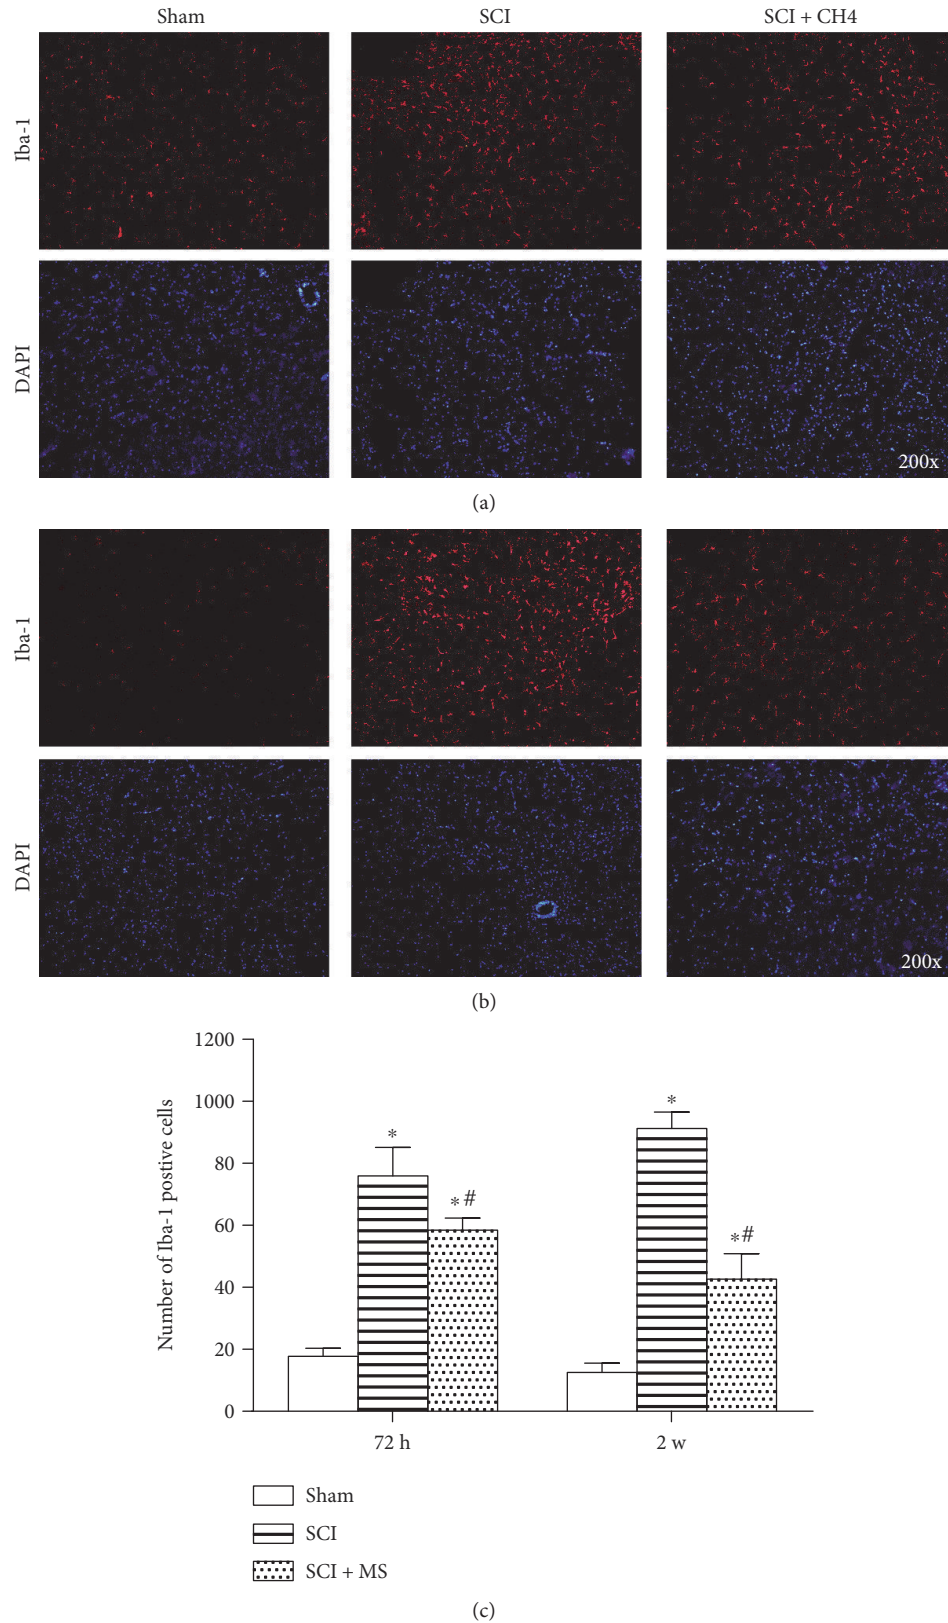 Sham SCI SCI + CH4
Iba-1
DAPI
200x
(a)
Iba-1
DAPI
200x
(b)
Number of Iba-1 postive cells
1200
1000
80
60
40
20
0
*
*#
*
*#
72 h 2 w
Sham
SCI
SCI + MS
(c)